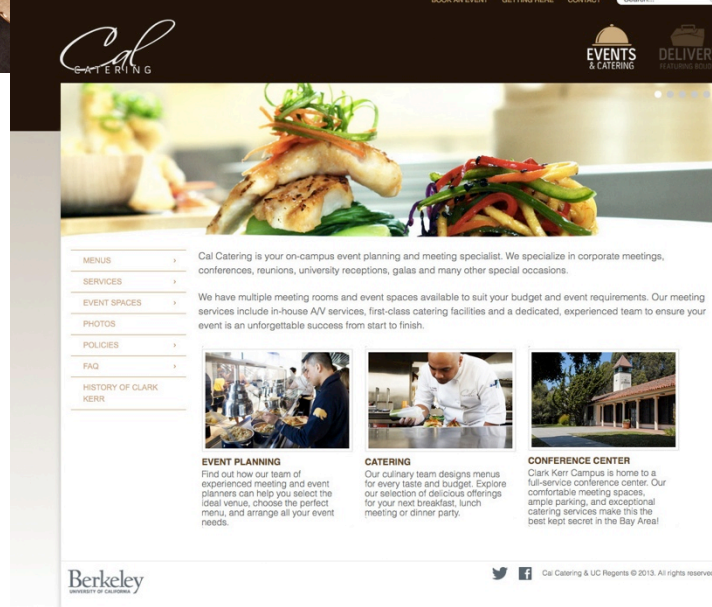 BOOK AN EVENT GETTING HERE CONTACT Search...
Cal
CATERING
EVENTS
& CATERING
DELIVER
FEATURING BOUD
MENUS
SERVICES
EVENT SPACES
PHOTOS
POLICIES
FAQ
HISTORY OF CLARK
KERR
Cal Catering is your on-campus event planning and meeting specialist. We specialize in corporate meetings,
conferences, reunions, university receptions, galas and many other special occasions.
We have multiple meeting rooms and event spaces available to suit your budget and event requirements. Our meeting
services include in-house A/V services, first-class catering facilities and a dedicated, experienced team to ensure your
event is an unforgettable success from start to finish.
EVENT PLANNING
Find out how our team of
experienced meeting and event
planners can help you select the
ideal venue, choose the perfect
menu, and arrange all your event
needs.
CATERING
Our culinary team designs menus
for every taste and budget. Explore
our selection of delicious offerings
for your next breakfast, lunch
meeting or dinner party.
CONFERENCE CENTER
Clark Kerr Campus is home to a
full-service conference center. Our
comfortable meeting spaces,
ample parking, and exceptional
catering services make this the
best kept secret in the Bay Area!
Berkeley
UNIVERSITY OF CALIFORNIA
Cal Catering & UC Regents © 2013. All rights reserve